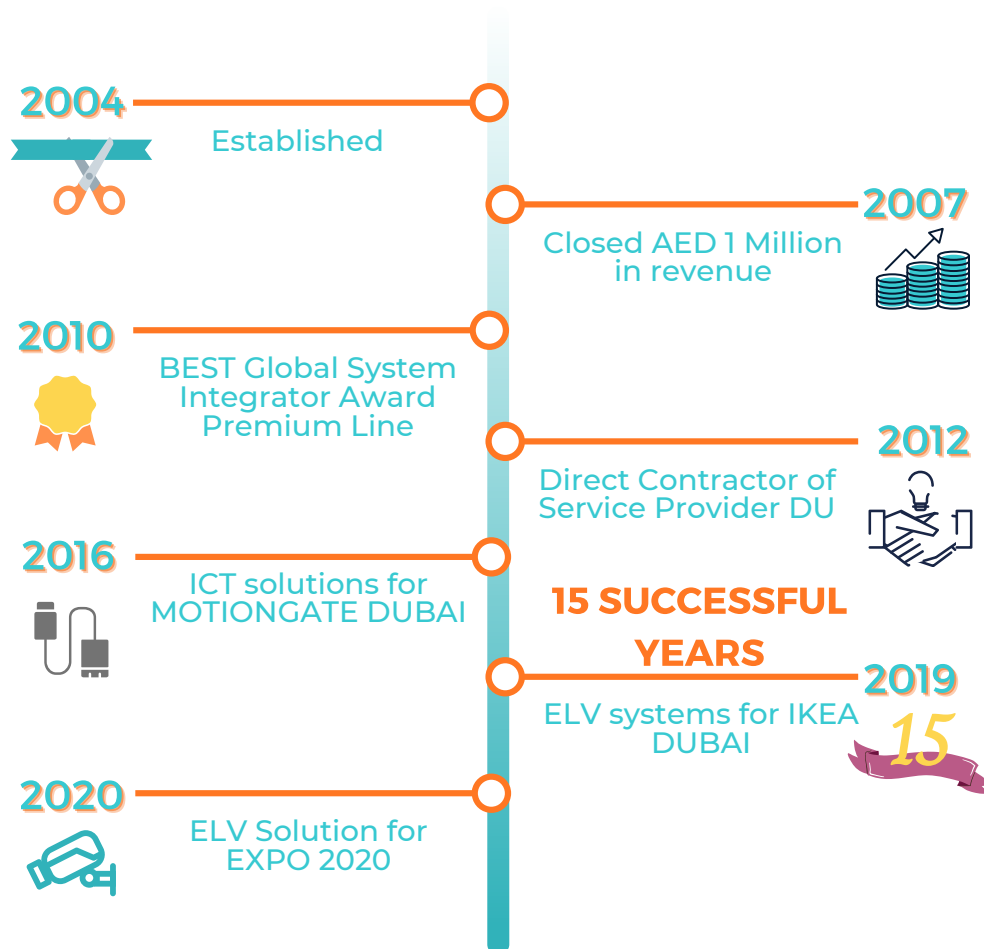 2004
Established
2007
Closed AED 1 Million
in revenue
2010
BEST Global System
Integrator Award
Premium Line
2012
Direct Contractor of
Service Provider DU
2016
ICT solutions for
MOTIONGATE DUBAI
15 SUCCESSFUL
YEARS
2019
15
ELV systems for IKEA
DUBAI
2020
ELV Solution for
EXPO 2020